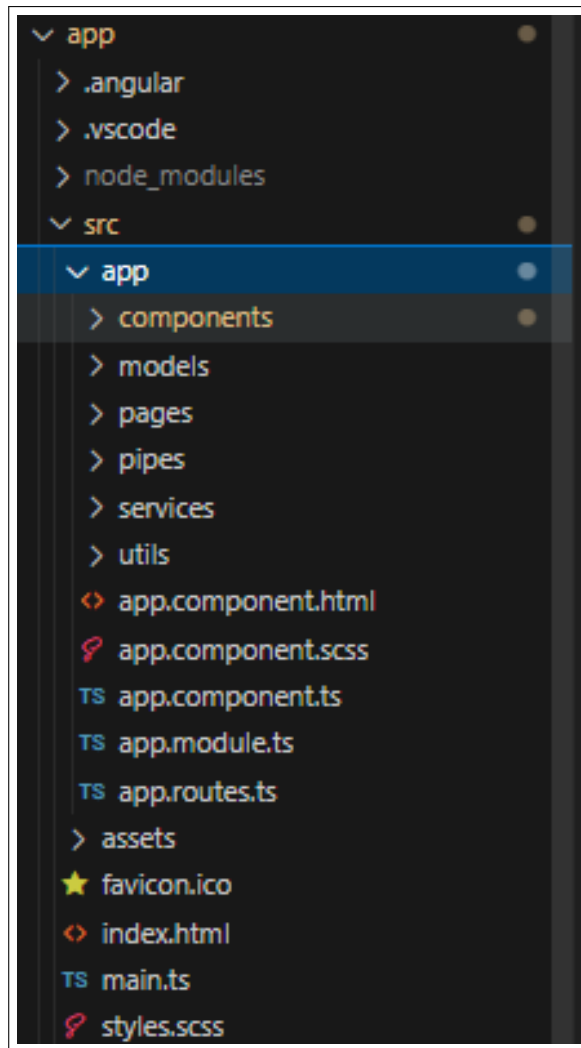 app
.angular
.vscode
node_modules
src
app
components
models
pages
pipes
services
utils
<> app.component.html
app.component.scss
TS app.component.ts
TS app.module.ts
TS app.routes.ts
assets
favicon.ico
<> index.html
TS main.ts
styles.scss